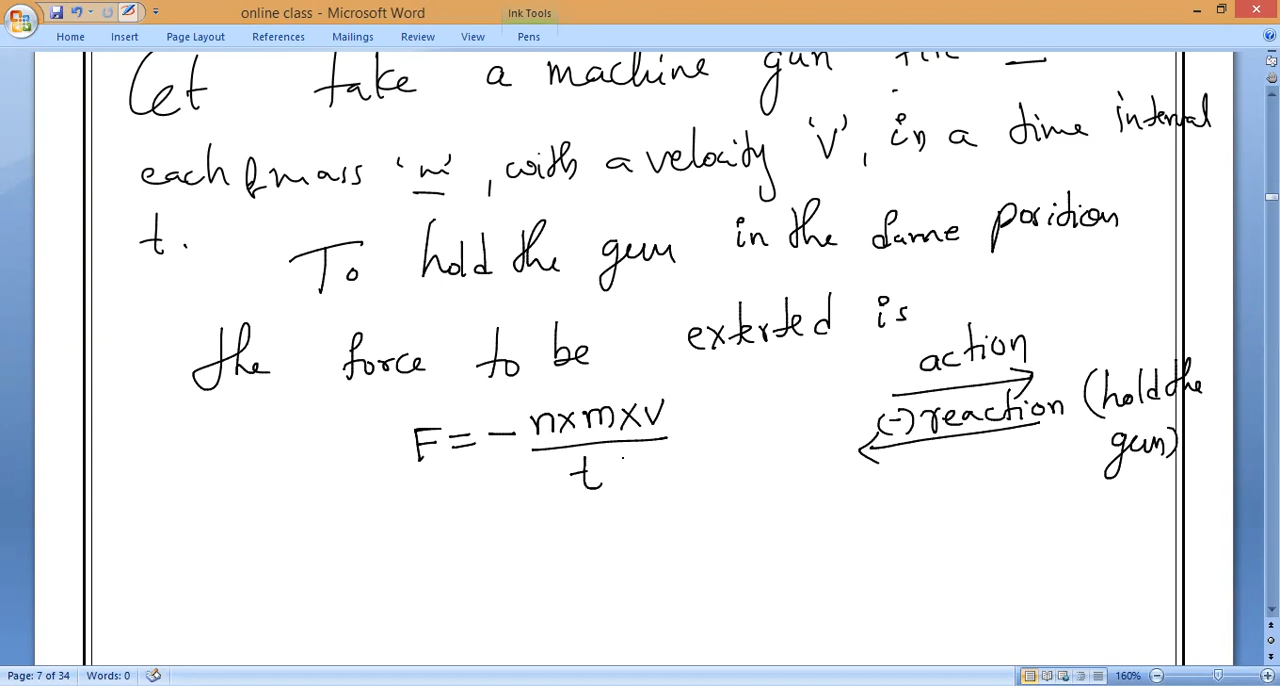 online class - Microsoft Word
Ink Tools
Home Insert Page Layout References Mailings Review View Pens
Let take a machine gun
each of mass 'm', with a velocity 'V', in a time interval
t. To hold the gun in the same position
the force to be exterted is
action
(-) reaction (hold the gun)
F = - n x m x v
t
Page: 7 of 34 Words: 0 160%